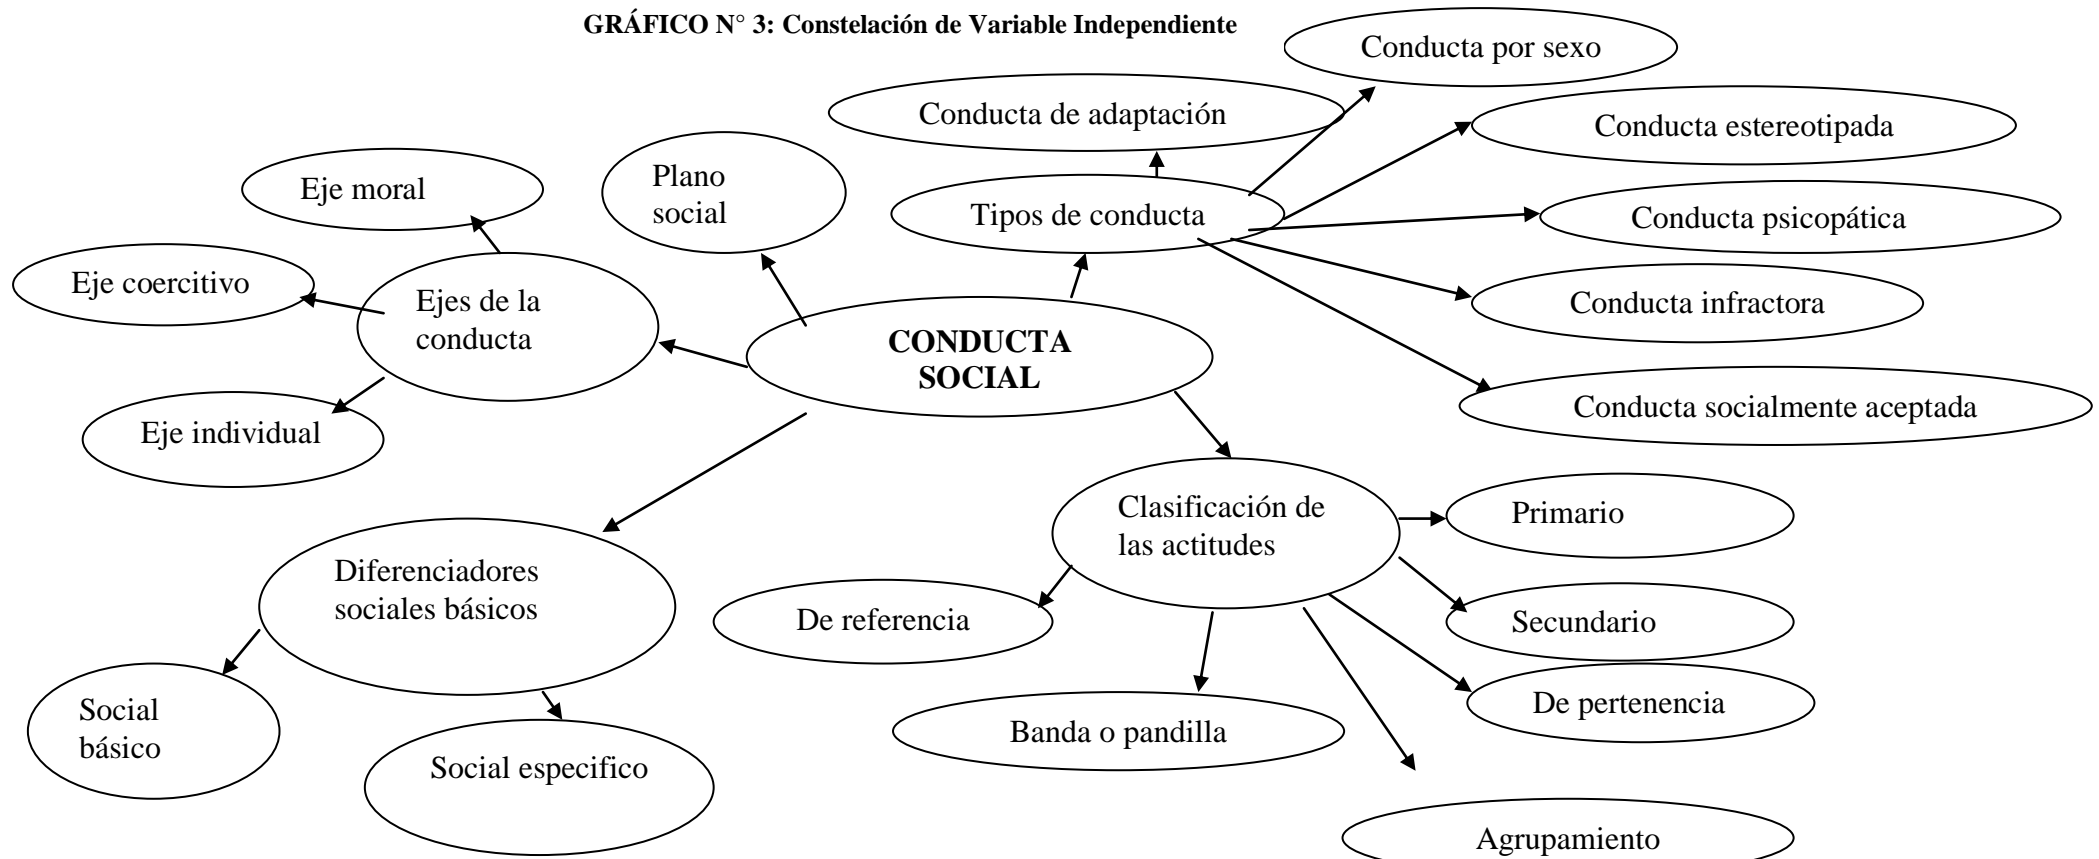 GRÁFICO N° 3: Constelación de Variable Independiente
Conducta por sexo
Conducta de adaptación
Conducta estereotipada
Eje moral
Plano
social
Tipos de conducta
Conducta psicopática
Eje coercitivo
Ejes de la
conducta
Conducta infractora
CONDUCTA
SOCIAL
Conducta socialmente aceptada
Eje individual
Clasificación de
las actitudes
Primario
Diferenciadores
sociales básicos
De referencia
Secundario
Social
básico
De pertenencia
Banda o pandilla
Social especifico
Agrupamiento